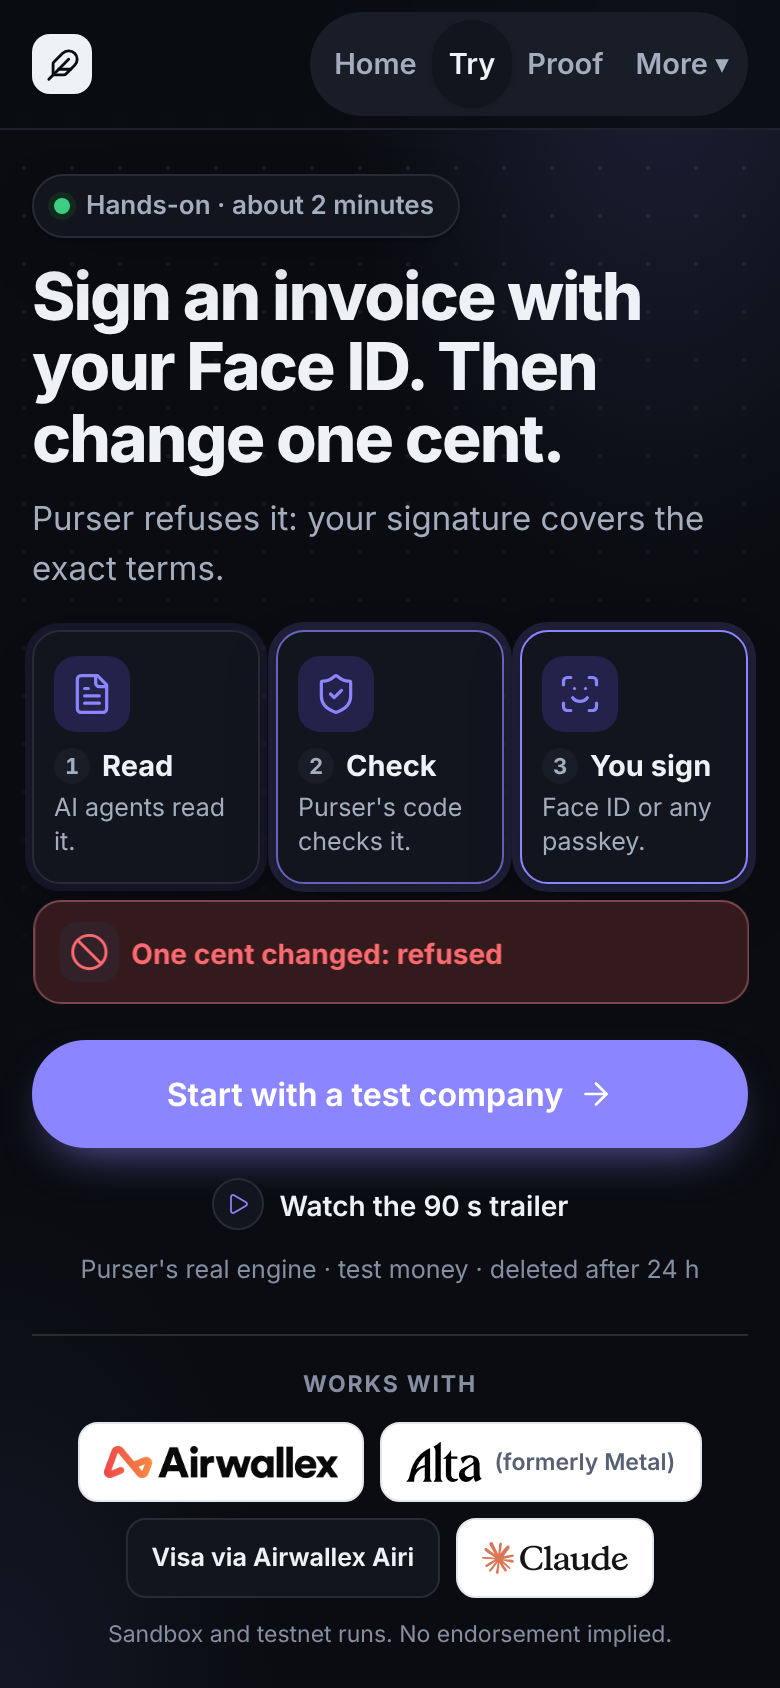 Home Try Proof More ▾
Hands-on · about 2 minutes
Sign an invoice with
your Face ID. Then
change one cent.
Purser refuses it: your signature covers the
exact terms.
1 Read
AI agents read
it.
2 Check
Purser's code
checks it.
3 You sign
Face ID or any
passkey.
One cent changed: refused
Start with a test company →
Watch the 90 s trailer
Purser's real engine · test money · deleted after 24 h
WORKS WITH
Airwallex
Alta (formerly Metal)
Visa via Airwallex Airi
Claude
Sandbox and testnet runs. No endorsement implied.